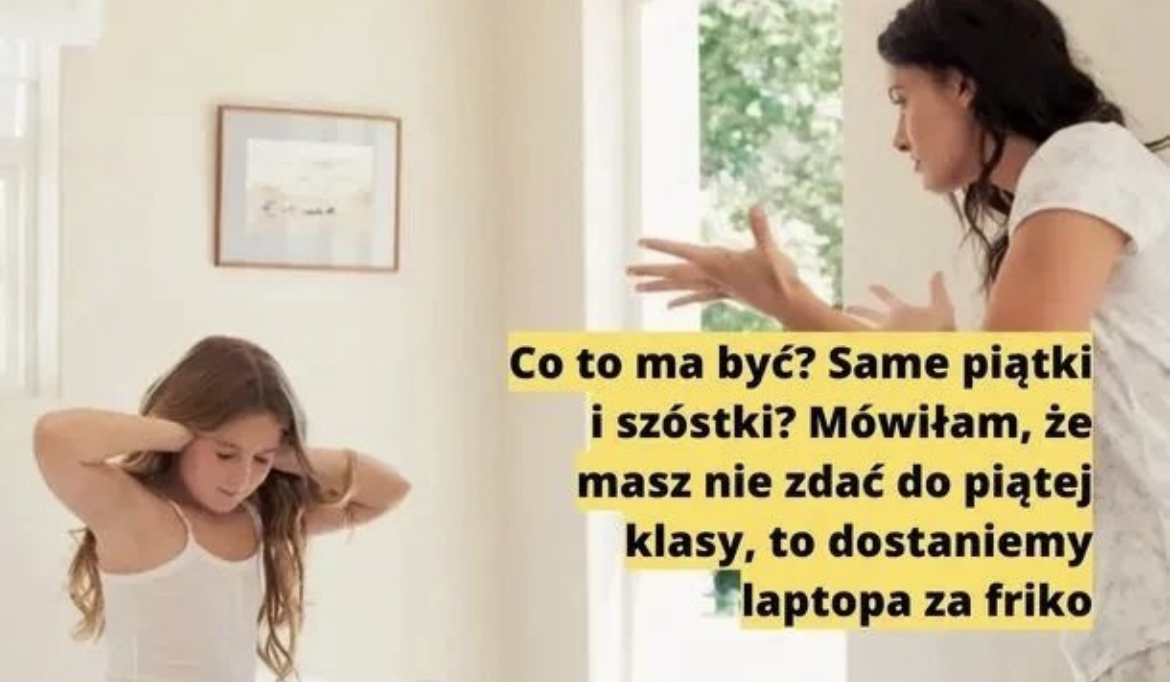 Co to ma być? Same piątki
i szóstki? Mówiłam, że
masz nie zdać do piątej
klasy, to dostaniemy
laptopa za friko